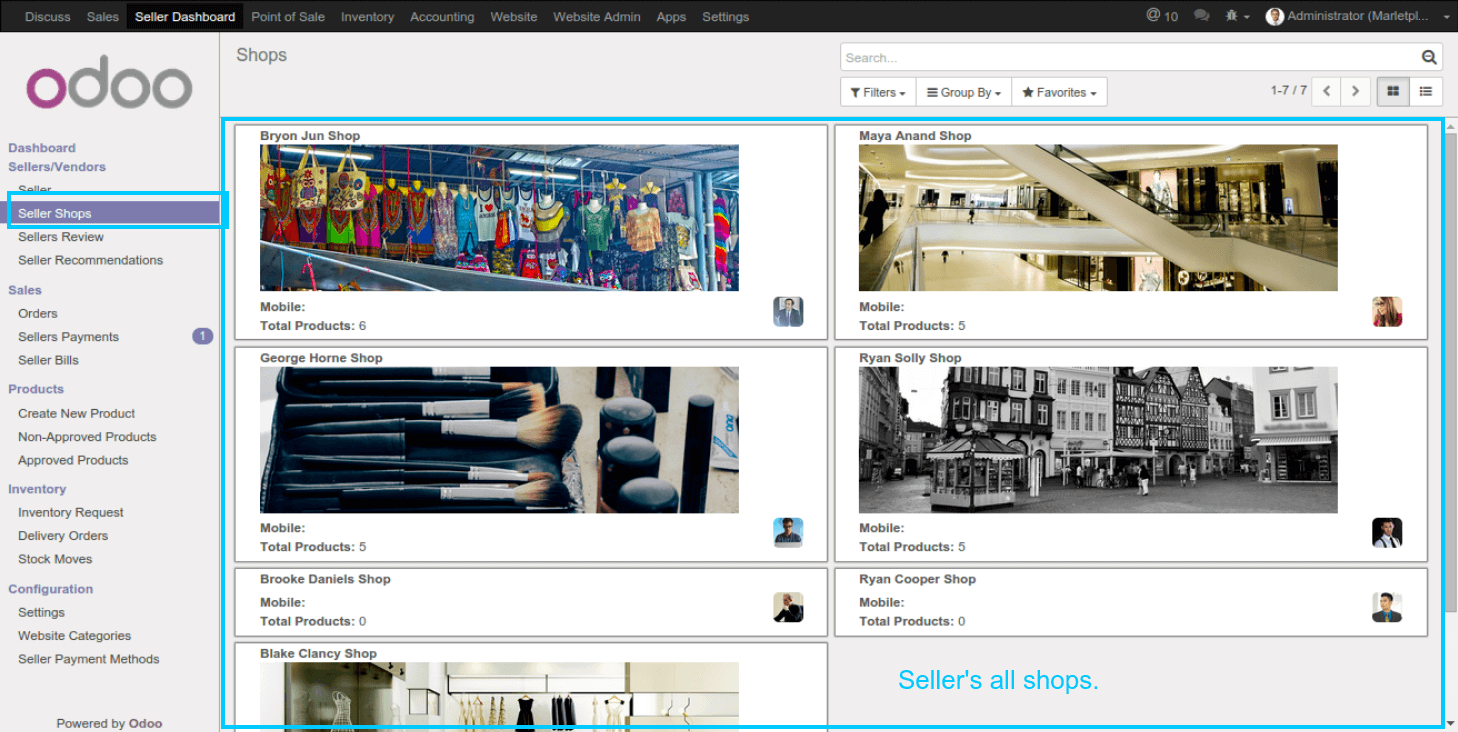 Discuss Sales Seller Dashboard Point of Sale Inventory Accounting Website Website Admin Apps Settings @ 10 Administrator (Marletpl...
odoo
Shops
Search...
Filters Group By Favorites 1-7 / 7
Dashboard
Sellers/Vendors
Seller
Seller Shops
Sellers Review
Seller Recommendations
Sales
Orders
Sellers Payments 1
Seller Bills
Products
Create New Product
Non-Approved Products
Approved Products
Inventory
Inventory Request
Delivery Orders
Stock Moves
Configuration
Settings
Website Categories
Seller Payment Methods
Powered by Odoo
Bryon Jun Shop
Mobile:
Total Products: 6
Maya Anand Shop
Mobile:
Total Products: 5
George Horne Shop
Mobile:
Total Products: 5
Ryan Solly Shop
Mobile:
Total Products: 5
Brooke Daniels Shop
Mobile:
Total Products: 0
Ryan Cooper Shop
Mobile:
Total Products: 0
Blake Clancy Shop
Seller's all shops.